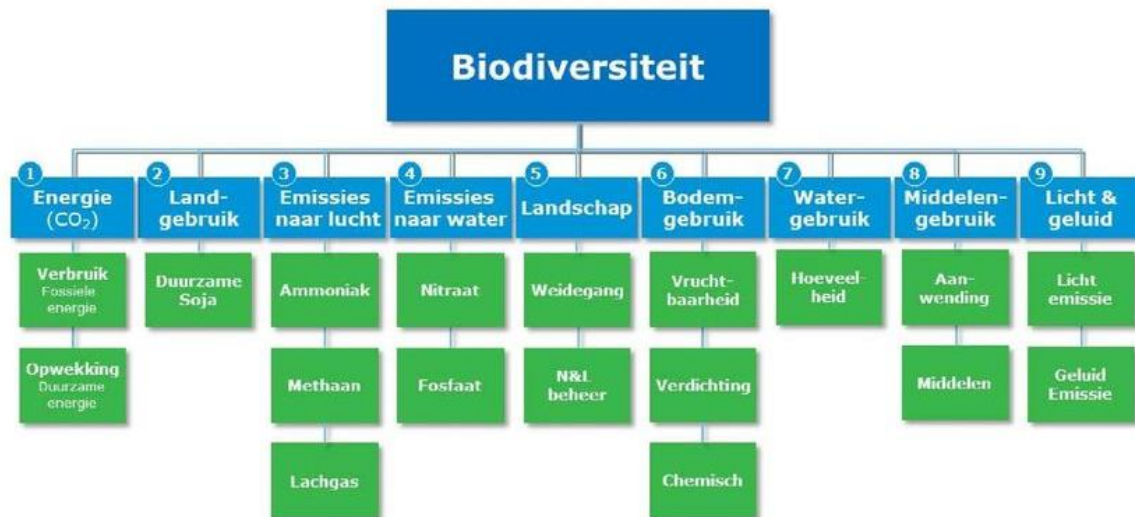 Biodiversiteit
1
Energie
(CO₂)
Verbruik
Fossiele
energie
Opwekking
Duurzame
energie
2
Land-
gebruik
Duurzame
Soja
3
Emissies
naar lucht
Ammoniak
Methaan
Lachgas
4
Emissies
naar water
Nitraat
Fosfaat
5
Landschap
Weidegang
N&L
beheer
6
Bodem-
gebruik
Vrucht-
baarheid
Verdichting
Chemisch
7
Water-
gebruik
Hoeveel-
heid
8
Middelen-
gebruik
Aan-
wending
Middelen
9
Licht &
geluid
Licht
emissie
Geluid
Emissie